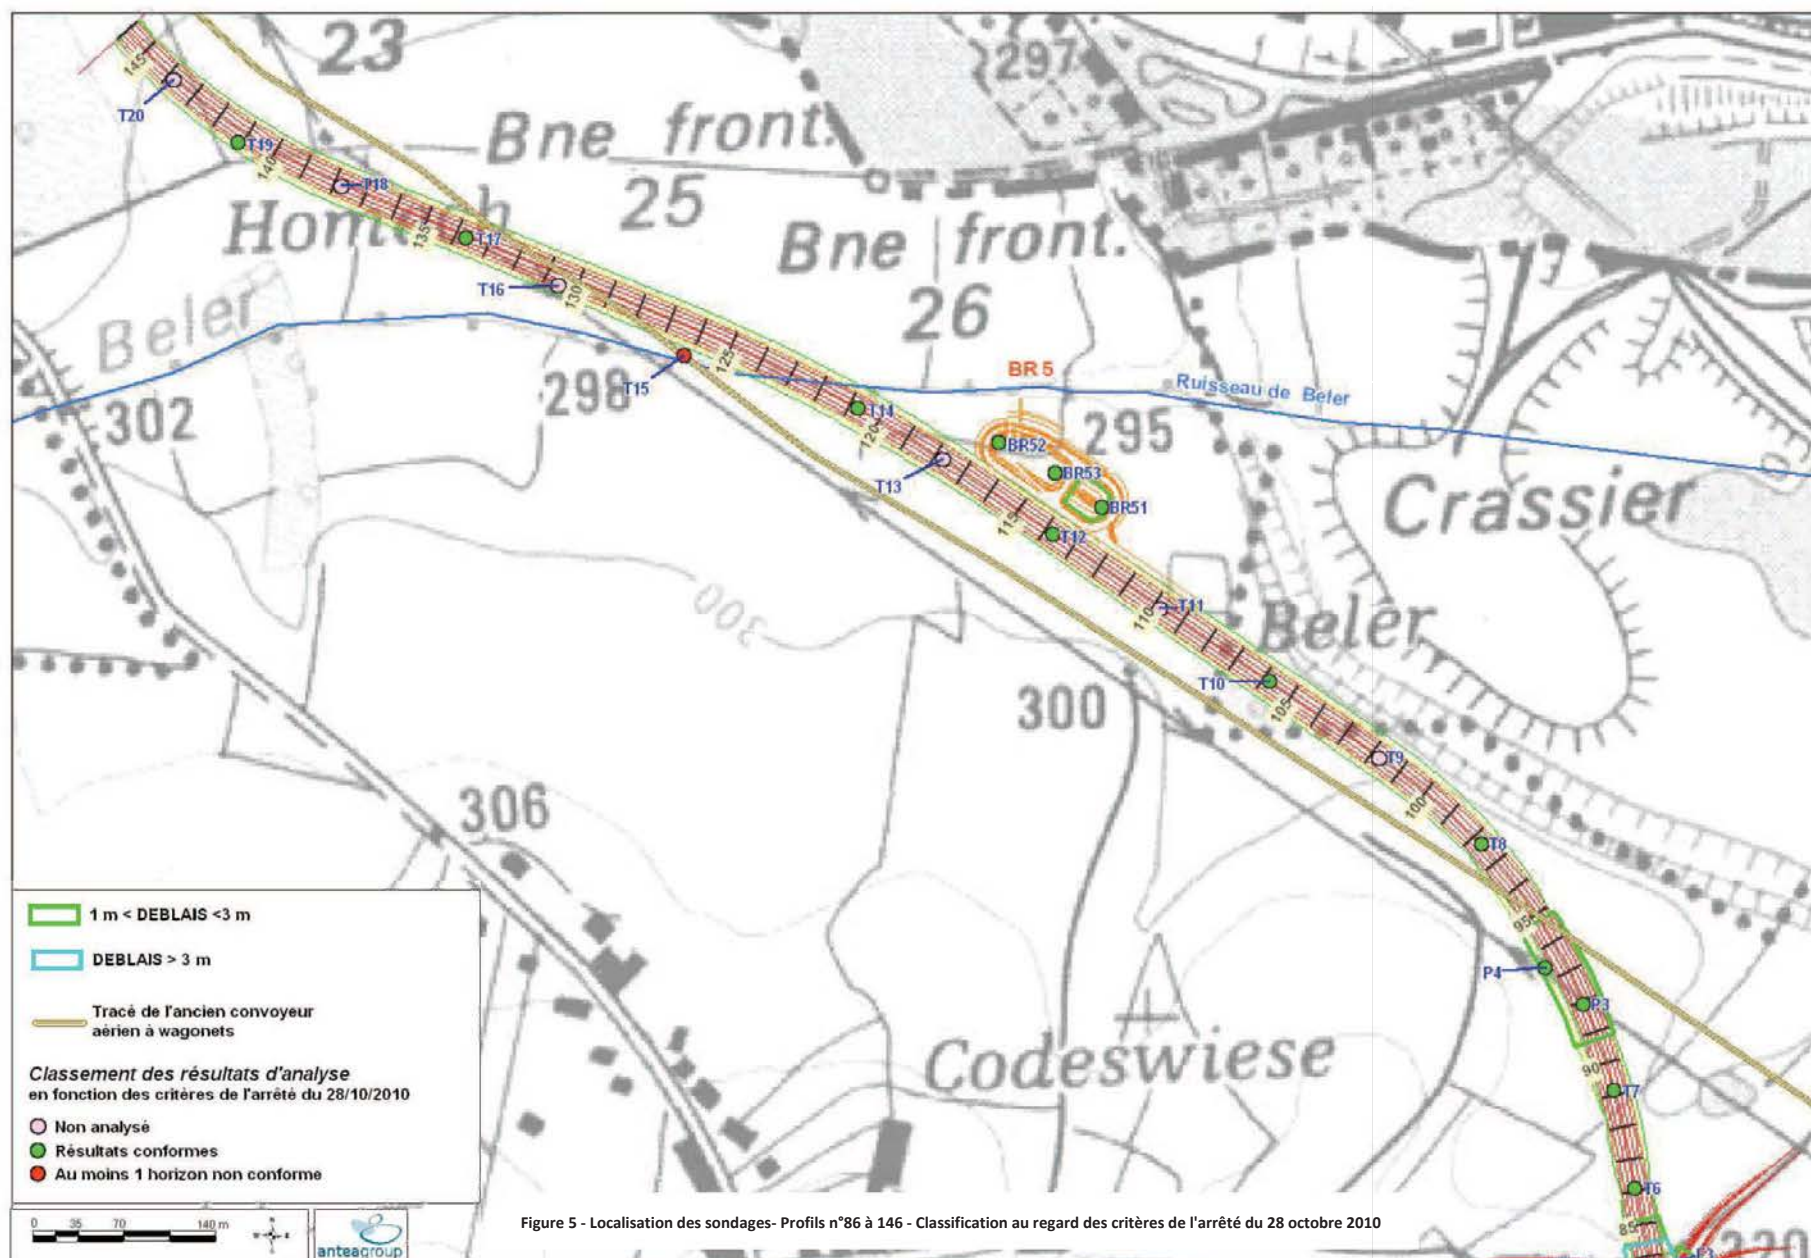 23
Bne front.
25
297
145
T20
T19
140
T18
Hom
135
T17
T16
130
Bne front.
26
Beler
302
298
T15
125
T14
120
T13
BR 5
BR52
BR53
BR51
295
Ruisseau de Beler
Crassier
115
T12
300
110
T11
Beler
T10
105
300
T9
100
T8
306
95
P4
P3
Codeswiese
90
T7
T6
85
1 m < DEBLAIS <3 m
DEBLAIS > 3 m
Tracé de l'ancien convoyeur
aérien à wagonets
Classement des résultats d'analyse
en fonction des critères de l'arrêté du 28/10/2010
Non analysé
Résultats conformes
Au moins 1 horizon non conforme
0 35 70 140 m
anteagroup
Figure 5 - Localisation des sondages- Profils n°86 à 146 - Classification au regard des critères de l'arrêté du 28 octobre 2010